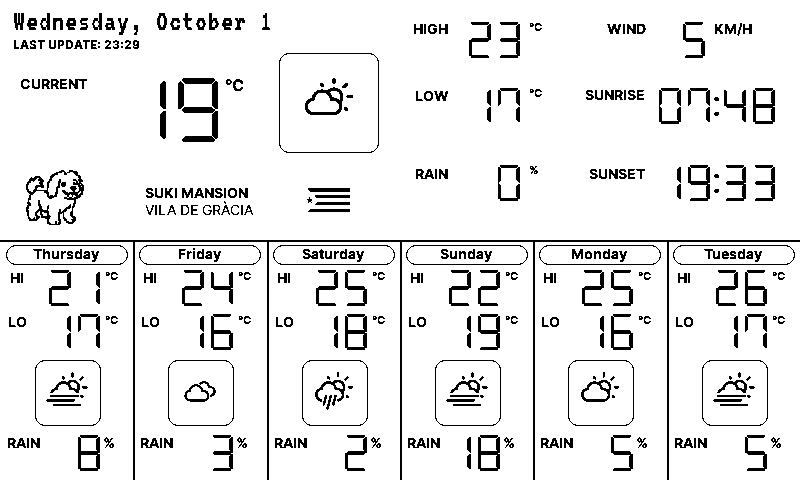 Wednesday, October 1
LAST UPDATE: 23:29
CURRENT 19 °C
HIGH 23 °C
WIND 5 KM/H
LOW 17 °C
SUNRISE 07:48
RAIN 0 %
SUNSET 19:33
SUKI MANSION
VILA DE GRÀCIA
Thursday
HI 21 °C
LO 17 °C
RAIN 8 %
Friday
HI 24 °C
LO 16 °C
RAIN 3 %
Saturday
HI 25 °C
LO 18 °C
RAIN 2 %
Sunday
HI 22 °C
LO 19 °C
RAIN 18 %
Monday
HI 25 °C
LO 16 °C
RAIN 5 %
Tuesday
HI 26 °C
LO 17 °C
RAIN 5 %